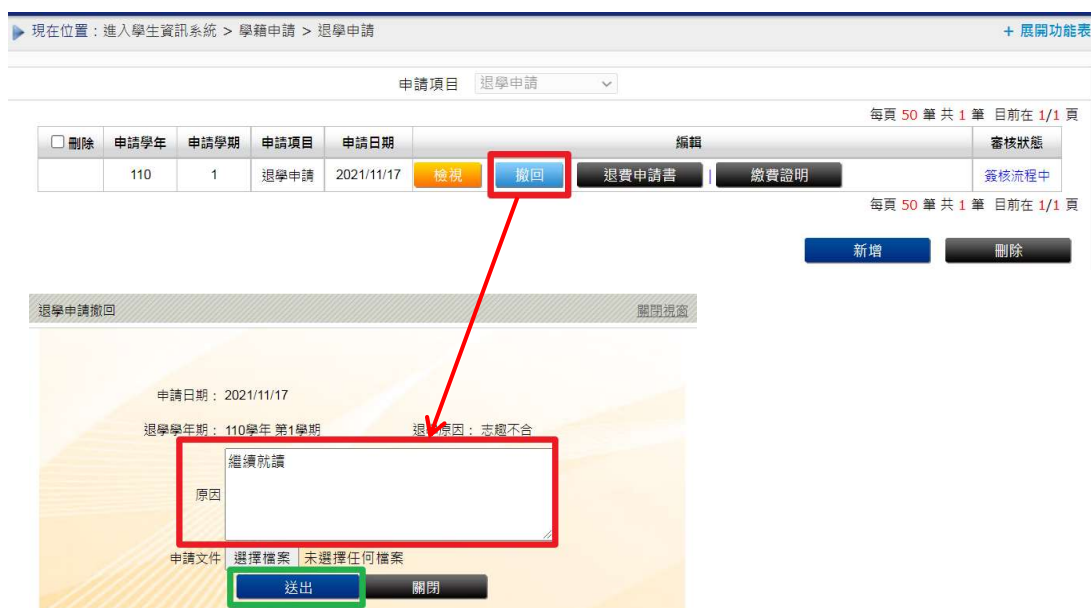 現在位置：進入學生資訊系統 > 學籍申請 > 退學申請 + 展開功能表
申請項目 退學申請
每頁 50 筆 共 1 筆 目前在 1/1 頁
刪除 申請學年 申請學期 申請項目 申請日期 編輯 審核狀態
110 1 退學申請 2021/11/17 檢視 撤回 退費申請書 | 繳費證明 簽核流程中
每頁 50 筆 共 1 筆 目前在 1/1 頁
新增 刪除
退學申請撤回 關閉視窗
申請日期： 2021/11/17
退學學年期： 110學年 第1學期 退學原因： 志趣不合
繼續就讀
原因
申請文件 選擇檔案 未選擇任何檔案
送出 關閉